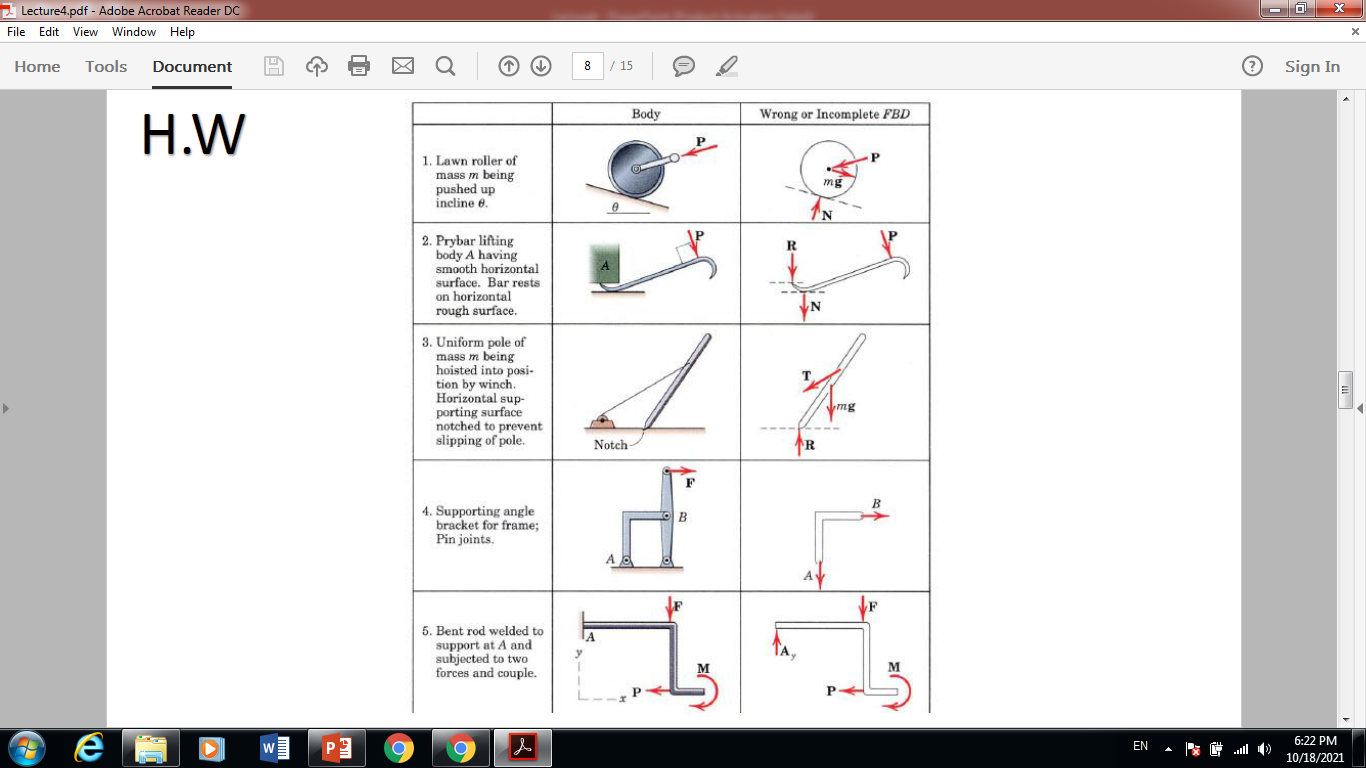 Lecture4.pdf - Adobe Acrobat Reader DC
File Edit View Window Help
Home Tools Document 8 / 15 Sign In
H.W
Body Wrong or Incomplete FBD
1. Lawn roller of
mass m being
pushed up
incline θ.
P
θ
P
mg
N
2. Prybar lifting
body A having
smooth horizontal
surface. Bar rests
on horizontal
rough surface.
P
A
R
P
N
3. Uniform pole of
mass m being
hoisted into posi-
tion by winch.
Horizontal sup-
porting surface
notched to prevent
slipping of pole.
Notch
T
mg
R
4. Supporting angle
bracket for frame;
Pin joints.
F
B
A
B
A
5. Bent rod welded to
support at A and
subjected to two
forces and couple.
F
A
y
M
P
x
F
Ay
M
P
EN
6:22 PM
10/18/2021